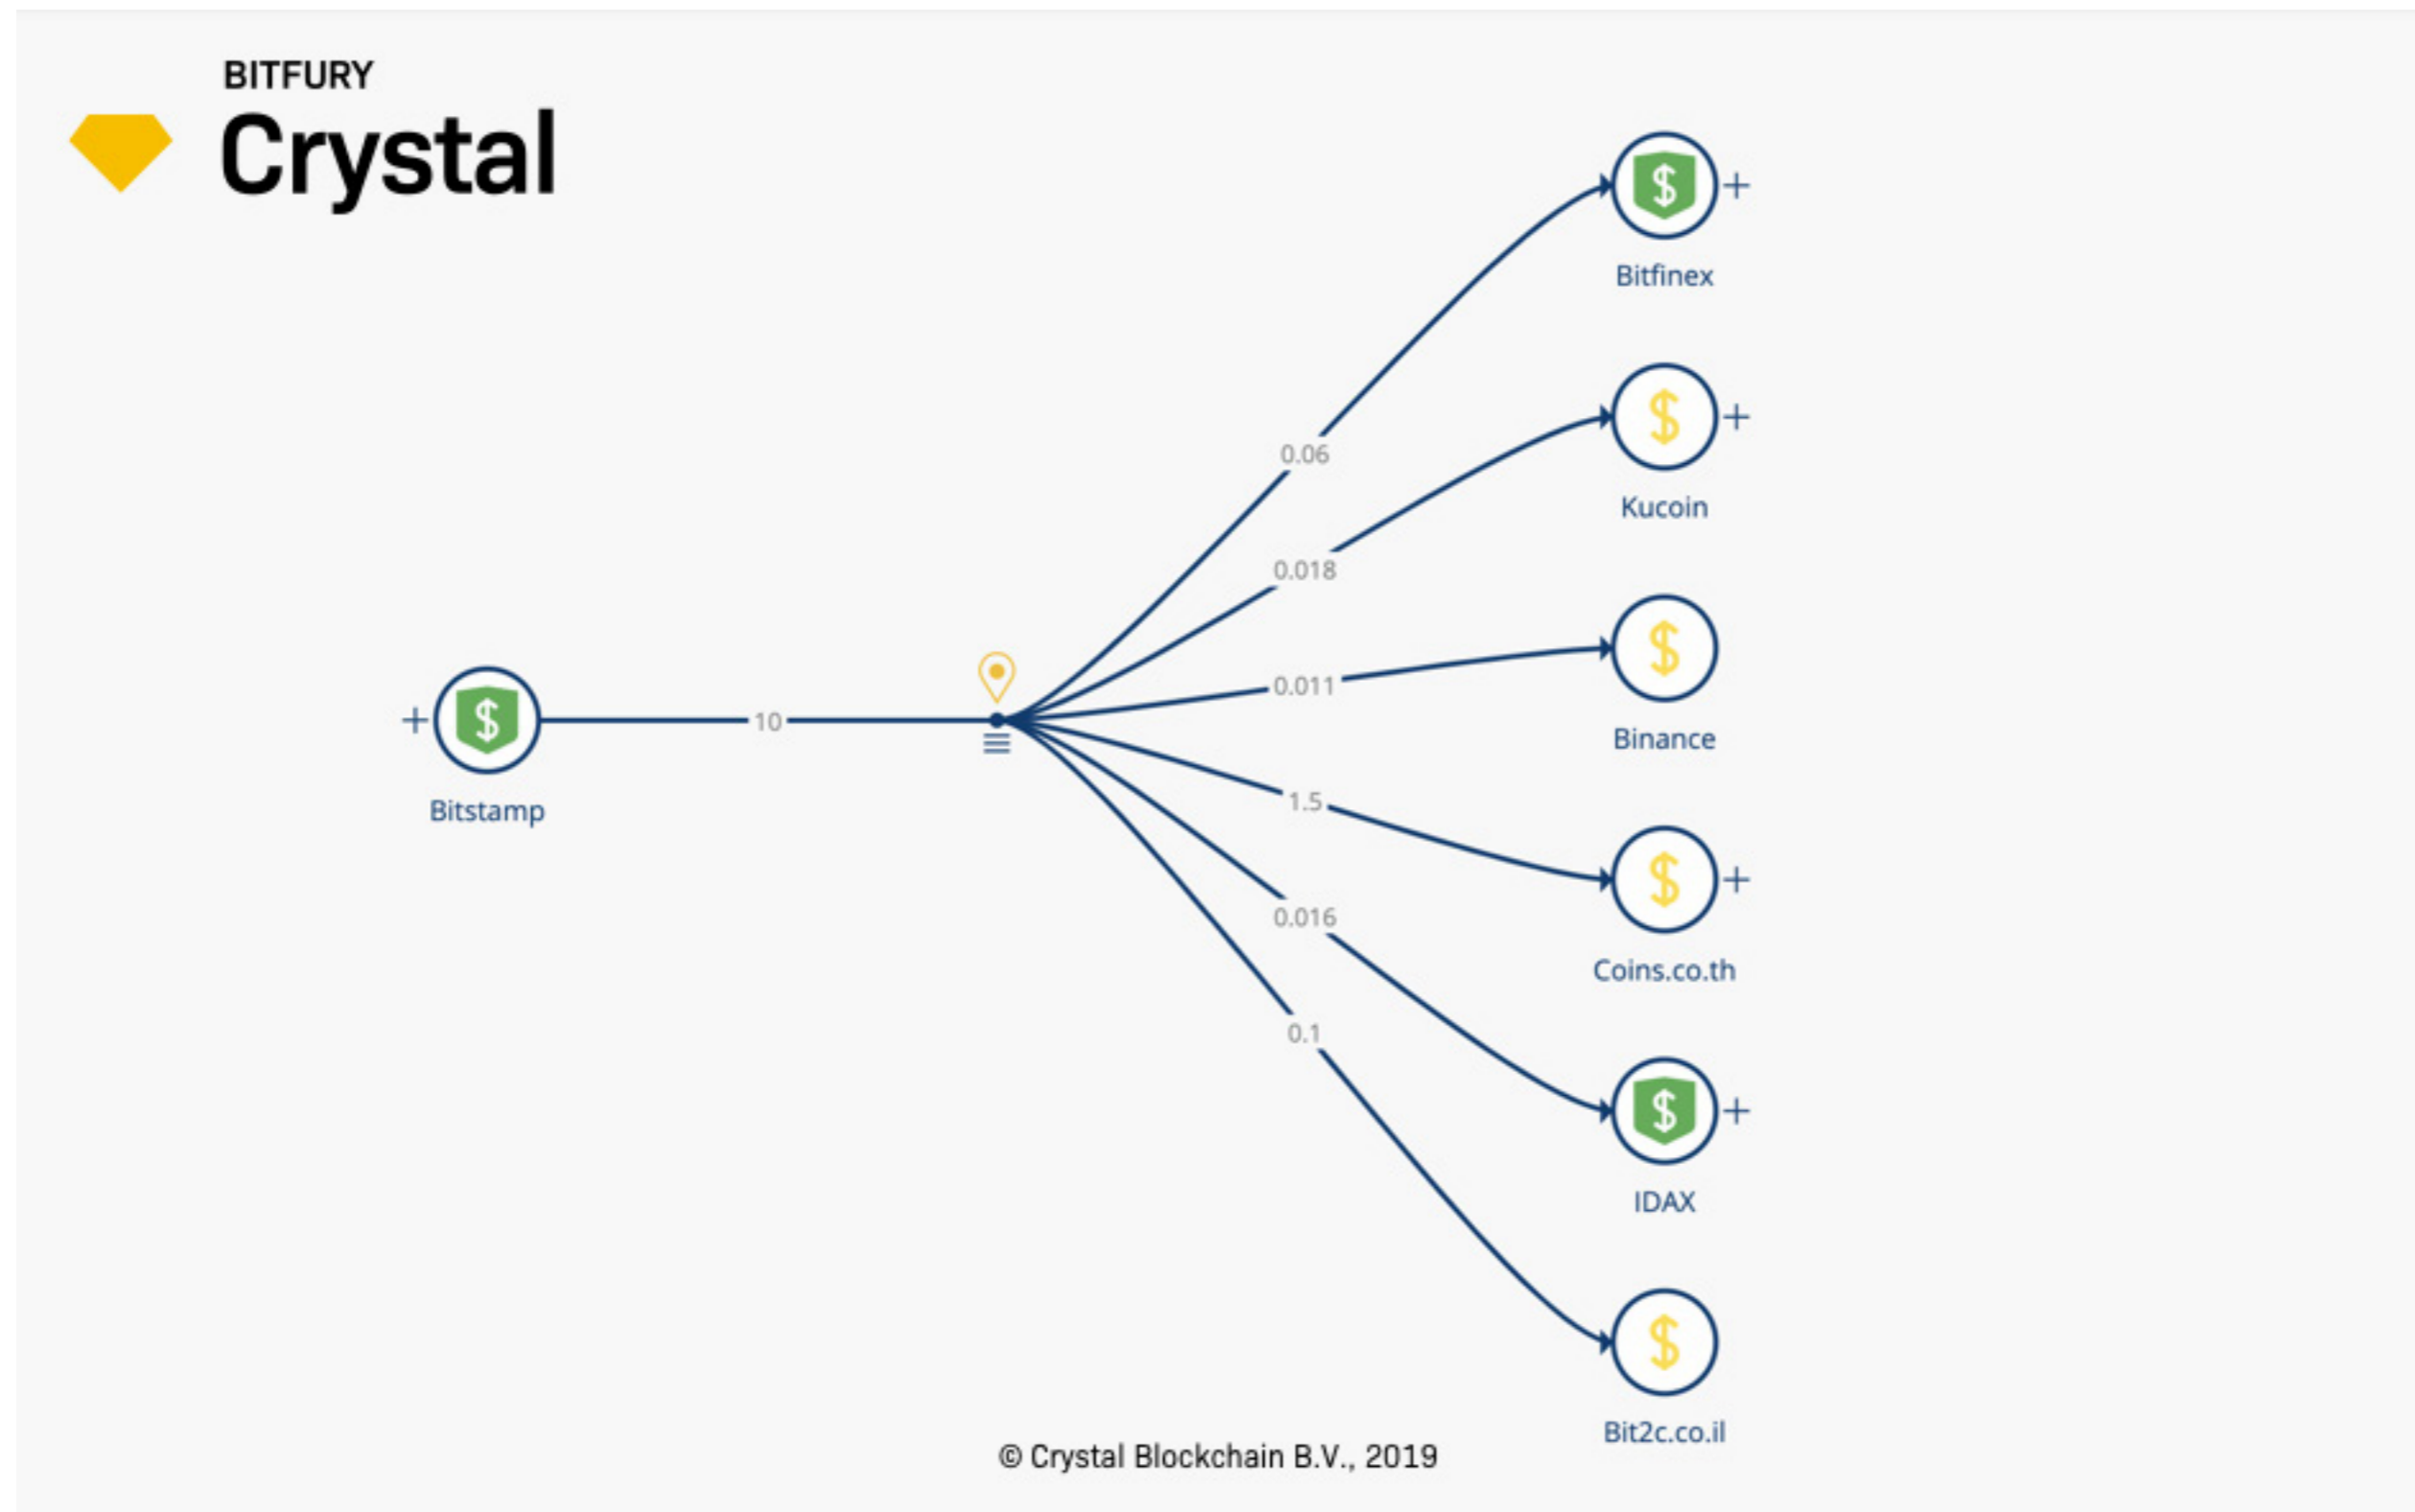 BITFURY
Crystal
Bitfinex
0.06
Kucoin
0.018
Binance
0.011
10
Bitstamp
1.5
Coins.co.th
0.016
IDAX
0.1
Bit2c.co.il
© Crystal Blockchain B.V., 2019